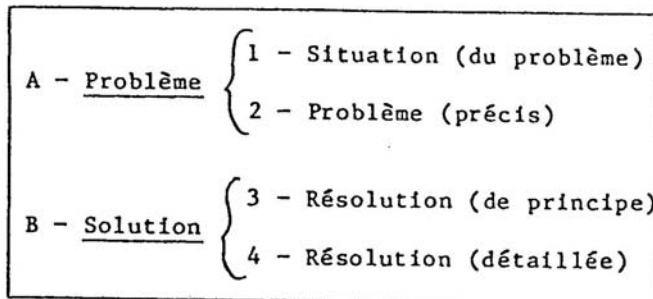 1 - Situation (du problème)
A - Problème
2 - Problème (précis)
3 - Résolution (de principe)
B - Solution
4 - Résolution (détaillée)